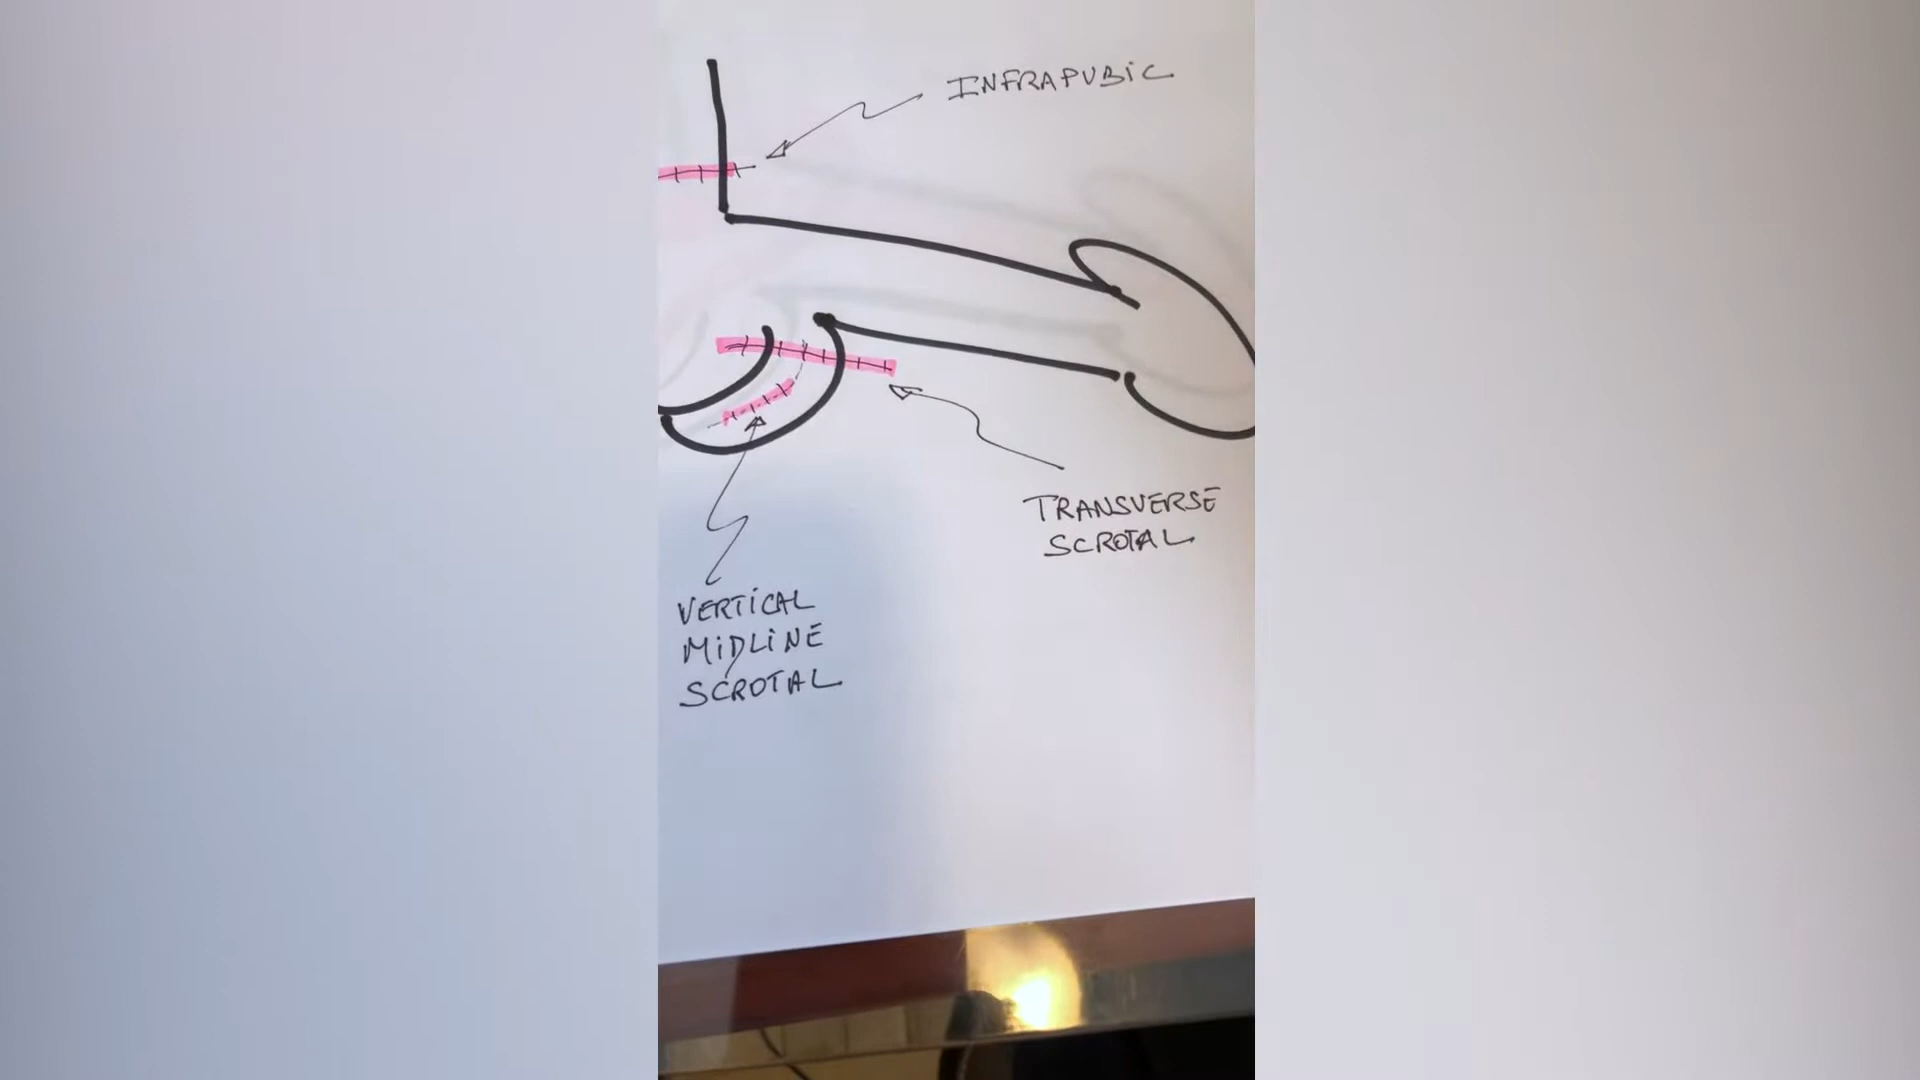 INFRAPUBIC
TRANSVERSE
SCROTAL
VERTICAL
MIDLINE
SCROTAL